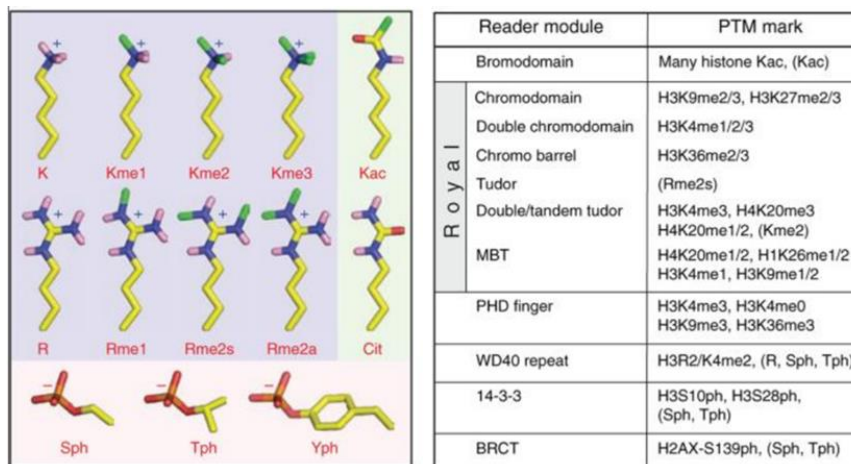 K Kme1 Kme2 Kme3 Kac
R Rme1 Rme2s Rme2a Cit
Sph Tph Yph
Reader module PTM mark
Bromodomain Many histone Kac, (Kac)
Royal
Chromodomain H3K9me2/3, H3K27me2/3
Double chromodomain H3K4me1/2/3
Chromo barrel H3K36me2/3
Tudor (Rme2s)
Double/tandem tudor H3K4me3, H4K20me3
H4K20me1/2, (Kme2)
MBT H4K20me1/2, H1K26me1/2
H3K4me1, H3K9me1/2
PHD finger H3K4me3, H3K4me0
H3K9me3, H3K36me3
WD40 repeat H3R2/K4me2, (R, Sph, Tph)
14-3-3 H3S10ph, H3S28ph,
(Sph, Tph)
BRCT H2AX-S139ph, (Sph, Tph)